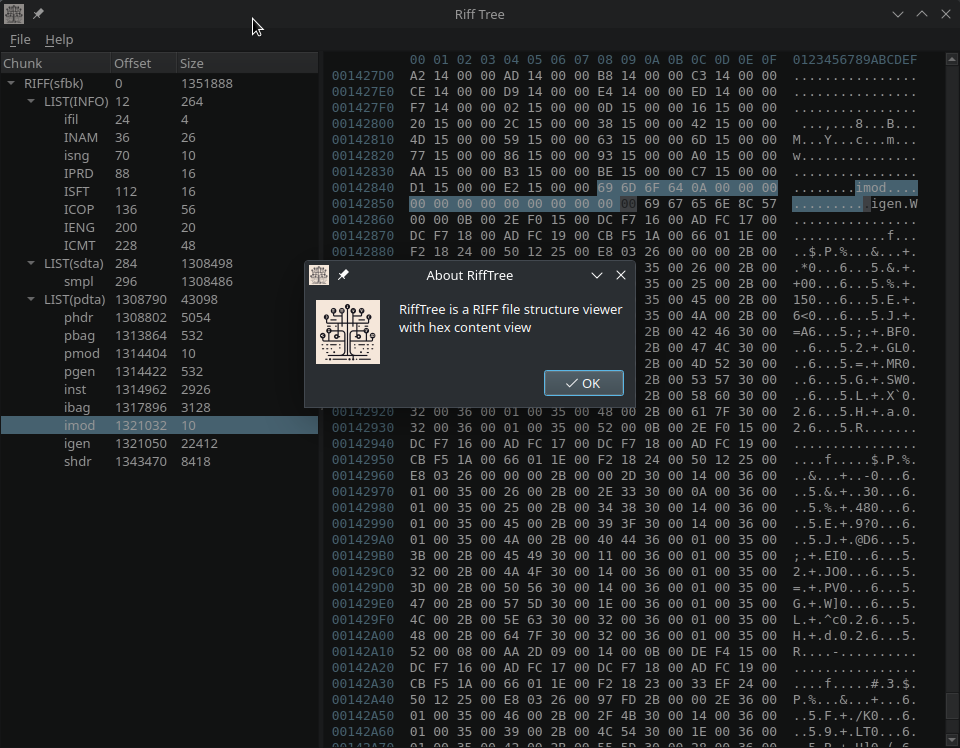 Riff Tree
File Help
Chunk Offset Size
RIFF(sfbk) 0 1351888
LIST(INFO) 12 264
ifil 24 4
INAM 36 26
isng 70 10
IPRD 88 16
ISFT 112 16
ICOP 136 56
IENG 200 20
ICMT 228 48
LIST(sdta) 284 1308498
smpl 296 1308486
LIST(pdta) 1308790 43098
phdr 1308802 5054
pbag 1313864 532
pmod 1314404 10
pgen 1314422 532
inst 1314962 2926
ibag 1317896 3128
imod 1321032 10
igen 1321050 22412
shdr 1343470 8418
00 01 02 03 04 05 06 07 08 09 0A 0B 0C 0D 0E 0F 0123456789ABCDEF
001427D0 A2 14 00 00 AD 14 00 00 B8 14 00 00 C3 14 00 00 ................
001427E0 CE 14 00 00 D9 14 00 00 E4 14 00 00 ED 14 00 00 ................
001427F0 F7 14 00 00 02 15 00 00 0D 15 00 00 16 15 00 00 ................
00142800 20 15 00 00 2C 15 00 00 38 15 00 00 42 15 00 00 ...,...8...B...
00142810 4D 15 00 00 59 15 00 00 63 15 00 00 6D 15 00 00 M...Y...c...m...
00142820 77 15 00 00 86 15 00 00 93 15 00 00 A0 15 00 00 w...............
00142830 AA 15 00 00 B3 15 00 00 BE 15 00 00 C7 15 00 00 ................
00142840 D1 15 00 00 E2 15 00 00 69 6D 6F 64 0A 00 00 00 ........imod....
00142850 00 00 00 00 00 00 00 00 00 00 69 67 65 6E 8C 57 ..........igen.W
00142860 00 00 0B 00 2E F0 15 00 DC F7 16 00 AD FC 17 00 ................
00142870 DC F7 18 00 AD FC 19 00 CB F5 1A 00 66 01 1E 00 ............f...
00142880 F2 18 24 00 50 12 25 00 E8 03 26 00 00 00 2B 00 ..$.P.%...&...+.
35 00 26 00 2B 00 .*0...6...5.&.+.
35 00 25 00 2B 00 +00...6...5.%.+.
35 00 45 00 2B 00 150...6...5.E.+.
35 00 4A 00 2B 00 6<0...6...5.J.+.
2B 00 42 46 30 00 =A6...5.;.+.BF0.
2B 00 47 4C 30 00 ..6...5.2.+.GL0.
2B 00 4D 52 30 00 ..6...5.=.+.MR0.
2B 00 53 57 30 00 ..6...5.G.+.SW0.
2B 00 58 60 30 00 ..6...5.L.+.X`0.
00142920 32 00 36 00 01 00 35 00 48 00 2B 00 61 7F 30 00 2.6...5.H.+.a.0.
00142930 32 00 36 00 01 00 35 00 52 00 0B 00 2E F0 15 00 2.6...5.R.......
00142940 DC F7 16 00 AD FC 17 00 DC F7 18 00 AD FC 19 00 ................
00142950 CB F5 1A 00 66 01 1E 00 F2 18 24 00 50 12 25 00 ....f.....$.P.%.
00142960 E8 03 26 00 00 00 2B 00 00 2D 30 00 14 00 36 00 ..&...+..-0...6.
00142970 01 00 35 00 26 00 2B 00 2E 33 30 00 0A 00 36 00 ..5.&.+..30...6.
00142980 01 00 35 00 25 00 2B 00 34 38 30 00 14 00 36 00 ..5.%.+.480...6.
00142990 01 00 35 00 45 00 2B 00 39 3F 30 00 14 00 36 00 ..5.E.+.9?0...6.
001429A0 01 00 35 00 4A 00 2B 00 40 44 36 00 01 00 35 00 ..5.J.+.@D6...5.
001429B0 3B 00 2B 00 45 49 30 00 11 00 36 00 01 00 35 00 ;.+.EI0...6...5.
001429C0 32 00 2B 00 4A 4F 30 00 14 00 36 00 01 00 35 00 2.+.JO0...6...5.
001429D0 3D 00 2B 00 50 56 30 00 14 00 36 00 01 00 35 00 =.+.PV0...6...5.
001429E0 47 00 2B 00 57 5D 30 00 1E 00 36 00 01 00 35 00 G.+.W]0...6...5.
001429F0 4C 00 2B 00 5E 63 30 00 32 00 36 00 01 00 35 00 L.+.^c0.2.6...5.
00142A00 48 00 2B 00 64 7F 30 00 32 00 36 00 01 00 35 00 H.+.d.0.2.6...5.
00142A10 52 00 08 00 AA 2D 09 00 14 00 0B 00 DE F4 15 00 R....-..........
00142A20 DC F7 16 00 AD FC 17 00 DC F7 18 00 AD FC 19 00 ................
00142A30 CB F5 1A 00 66 01 1E 00 F2 18 23 00 33 EF 24 00 ....f.....#.3.$.
00142A40 50 12 25 00 E8 03 26 00 97 FD 2B 00 00 2E 36 00 P.%...&...+...6.
00142A50 01 00 35 00 46 00 2B 00 2F 4B 30 00 14 00 36 00 ..5.F.+./K0...6.
00142A60 01 00 35 00 39 00 2B 00 4C 54 30 00 1E 00 36 00 ..5.9.+.LT0...6.
About RiffTree
RiffTree is a RIFF file structure viewer
with hex content view
OK